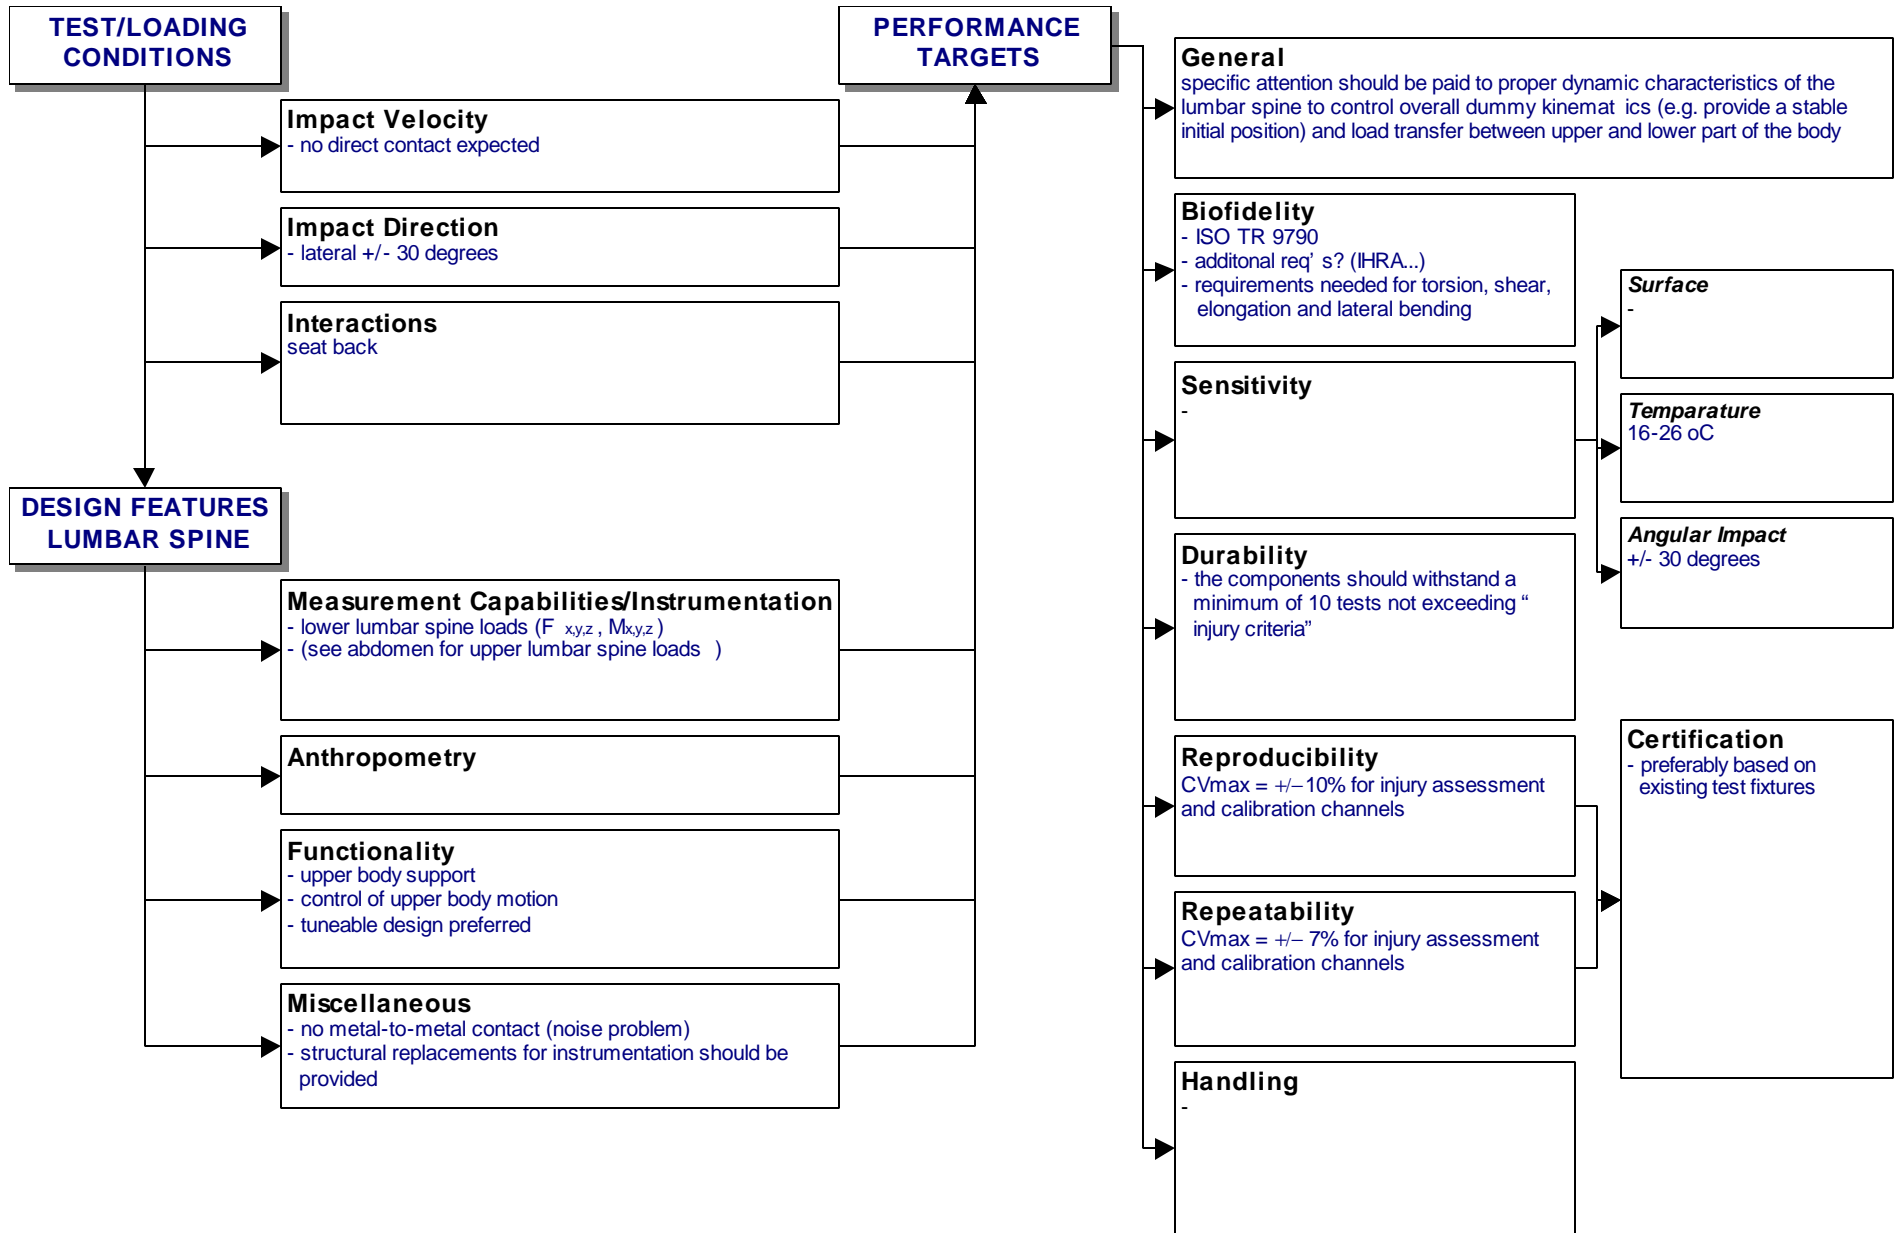 TEST/LOADING
CONDITIONS
Impact Velocity
- no direct contact expected
Impact Direction
- lateral +/- 30 degrees
Interactions
seat back
DESIGN FEATURES
LUMBAR SPINE
Measurement Capabilities/Instrumentation
- lower lumbar spine loads (F x,y,z , Mx,y,z )
- (see abdomen for upper lumbar spine loads )
Anthropometry
Functionality
- upper body support
- control of upper body motion
- tuneable design preferred
Miscellaneous
- no metal-to-metal contact (noise problem)
- structural replacements for instrumentation should be
provided
PERFORMANCE
TARGETS
General
specific attention should be paid to proper dynamic characteristics of the
lumbar spine to control overall dummy kinemat ics (e.g. provide a stable
initial position) and load transfer between upper and lower part of the body
Biofidelity
- ISO TR 9790
- additonal req' s? (IHRA...)
- requirements needed for torsion, shear,
elongation and lateral bending
Sensitivity
-
Surface
-
Temparature
16-26 oC
Angular Impact
+/- 30 degrees
Durability
- the components should withstand a
minimum of 10 tests not exceeding “
injury criteria”
Reproducibility
CVmax = +/−10% for injury assessment
and calibration channels
Repeatability
CVmax = +/− 7% for injury assessment
and calibration channels
Certification
- preferably based on
existing test fixtures
Handling
-